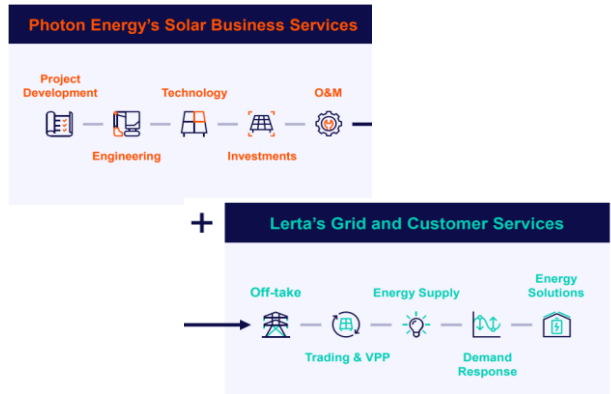 Photon Energy's Solar Business Services
Project
Development
Technology
O&M
Engineering
Investments
+
Lerta's Grid and Customer Services
Off-take
Energy Supply
Energy
Solutions
Trading & VPP
Demand
Response